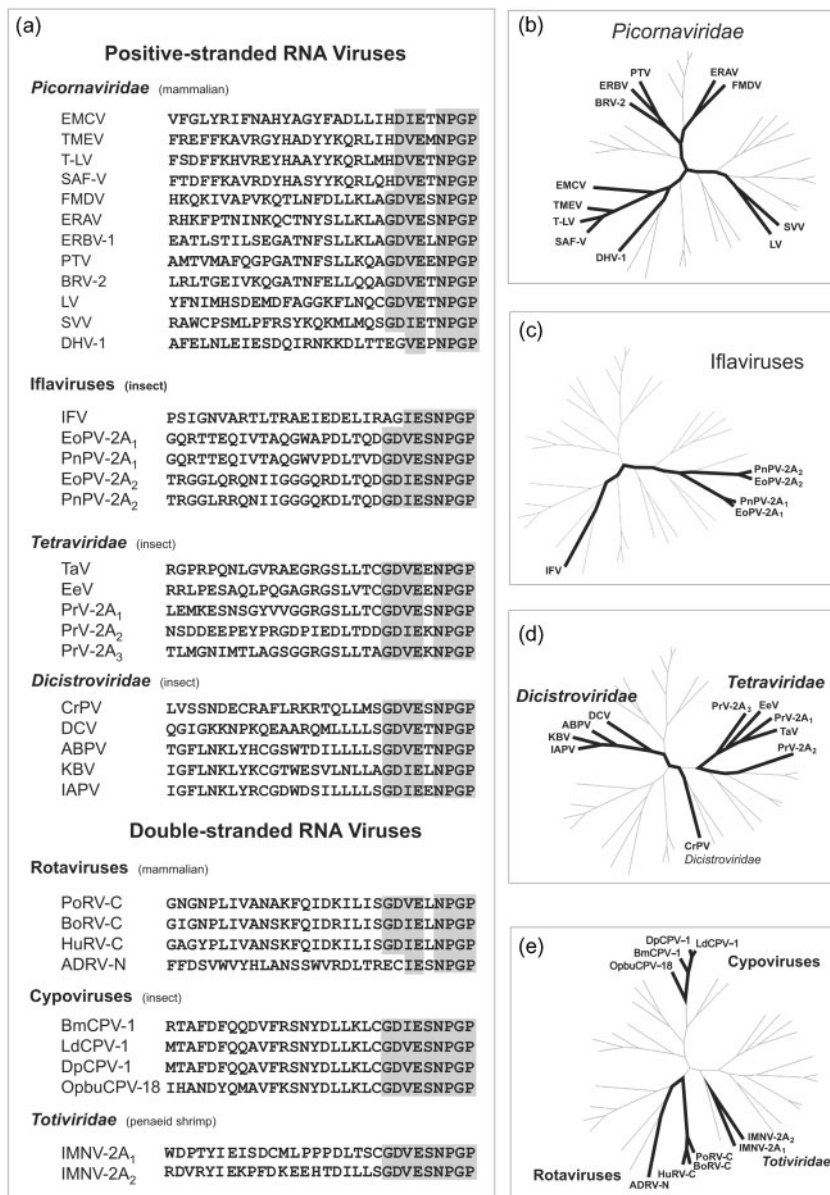 (a)
Positive-stranded RNA Viruses
Picornaviridae (mammalian)
EMCV VFGLYRIFNAHYAGYFADLLIHDIETNPGP
TMEV FREFFKAVRGYHADYYKQRLIHDVEMNPGP
T-LV FSDFFKHVREYHAAYYKQRLMHDVETNPGP
SAF-V FTDFFKAVRDYHASYYKQRLQHDVETNPGP
FMDV HKQKIVAPVKQTLNFDLLKLAGDVESNPGP
ERAV RHKFPTNINKQCTNYSLLKLAGDVESNPGP
ERBV-1 EATLSTILSEGATNFSLLKLAGDVELNPGP
PTV AMTVMAFQGPGATNFSLLKQAGDVEENPGP
BRV-2 LRLTGEIVKQGATNFELLQQAGDVETNPGP
LV YFNIMHSDEMDFAGGKFLNQCGDVETNPGP
SVV RAWCPSMLPFRSYKQKMLMQSGDIETNPGP
DHV-1 AFELNLEIESDQIRNKKDLTTEGVEPNPGP
Iflaviruses (insect)
IFV PSIGNVARTLTRAEIEDELIRAGIESNPGP
EoPV-2A1 GQRTTEQIVTAQGWAPDLTQDGDVESNPGP
PnPV-2A1 GQRTTEQIVTAQGWVPDLTVDGDVESNPGP
EoPV-2A2 TRGGLQRQNIIGGGQRDLTQDGDIESNPGP
PnPV-2A2 TRGGLRRQNIIGGGQKDLTQDGDIESNPGP
Tetraviridae (insect)
TaV RGPRPQNLGVRAEGRGSLLTCGDVEENPGP
EeV RRLPESAQLPQGAGRGSLVTCGDVEENPGP
PrV-2A1 LEMKESNSGYVVGGRGSLLTCGDVESNPGP
PrV-2A2 NSDDEEPEYPRGDPIEDLTDDGDIEKNPGP
PrV-2A3 TLMGNIMTLAGSGGRGSLLTAGDVEKNPGP
Dicistroviridae (insect)
CrPV LVSSNDECRAFLRKRTQLLMSGDVESNPGP
DCV QGIGKKNPKQEAARQMLLLLSGDVETNPGP
ABPV TGFLNKLYHCGSWTDILLLLSGDVETNPGP
KBV IGFLNKLYKCGTWESVLNLLAGDIELNPGP
IAPV IGFLNKLYRCGDWDSILLLLSGDIEENPGP
Double-stranded RNA Viruses
Rotaviruses (mammalian)
PoRV-C GNGNPLIVANAKFQIDKILISGDVELNPGP
BoRV-C GIGNPLIVANSKFQIDRILISGDIELNPGP
HuRV-C GAGYPLIVANSKFQIDKILISGDIELNPGP
ADRV-N FFDSVWVYHLANSSWVRDLTRECIESNPGP
Cypoviruses (insect)
BmCPV-1 RTAFDFQQDVFRSNYDLLKLCGDIESNPGP
LdCPV-1 MTAFDFQQAVFRSNYDLLKLCGDVESNPGP
DpCPV-1 MTAFDFQQAVFRSNYDLLKLCGDVESNPGP
OpbuCPV-18 IHANDYQMAVFKSNYDLLKLCGDVESNPGP
Totiviridae (penaeid shrimp)
IMNV-2A1 WDPTYIEISDCMLPPPDLTSCGDVESNPGP
IMNV-2A2 RDVRYIEKPFDKEEHTDILLSGDVESNPGP
(b)
Picornaviridae
PTV
ERBV
BRV-2
ERAV
FMDV
EMCV
TMEV
T-LV
SAF-V
DHV-1
SVV
LV
(c)
Iflaviruses
PnPV-2A2
EoPV-2A2
PnPV-2A1
EoPV-2A1
IFV
(d)
Dicistroviridae
Tetraviridae
DCV
ABPV
KBV
IAPV
PrV-2A3
EeV
PrV-2A1
TaV
PrV-2A2
CrPV
Dicistroviridae
(e)
DpCPV-1
LdCPV-1
BmCPV-1
OpbuCPV-18
Cypoviruses
IMNV-2A2
IMNV-2A1
Totiviridae
PoRV-C
BoRV-C
HuRV-C
Rotaviruses
ADRV-N